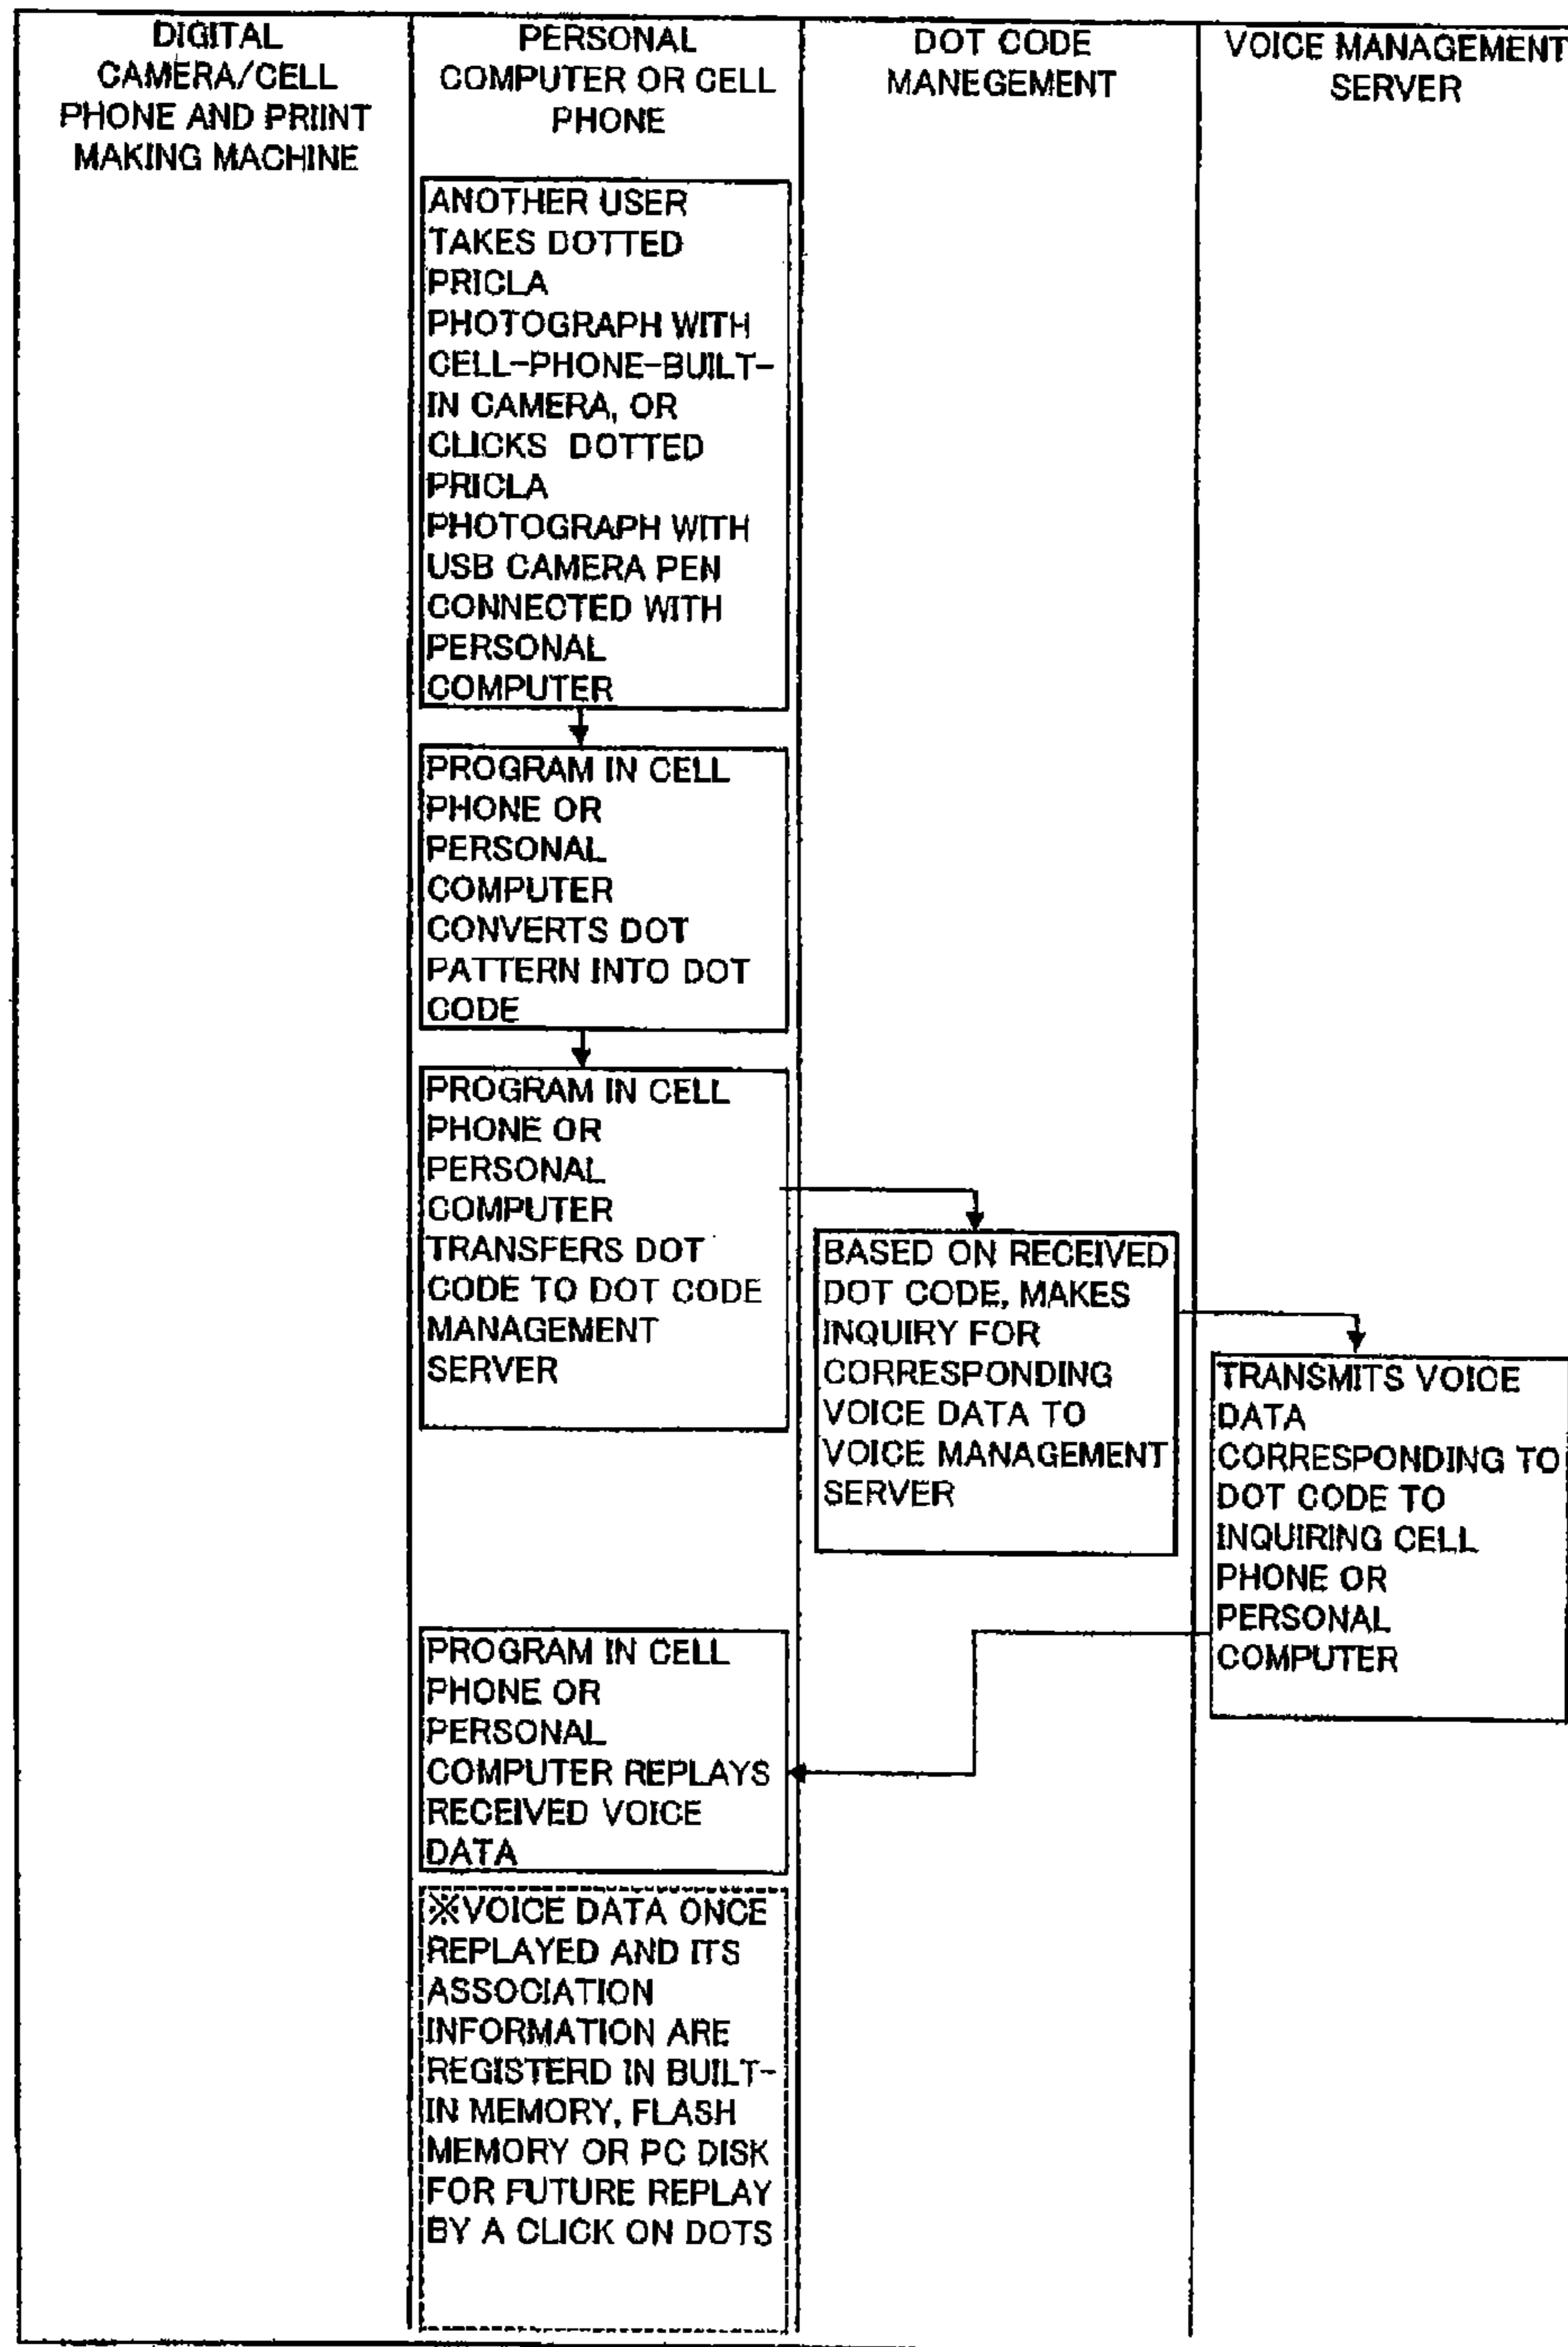 DIGITAL
CAMERA/CELL
PHONE AND PRIINT
MAKING MACHINE
PERSONAL
COMPUTER OR CELL
PHONE
DOT CODE
MANEGEMENT
VOICE MANAGEMENT
SERVER
ANOTHER USER
TAKES DOTTED
PRICLA
PHOTOGRAPH WITH
CELL-PHONE-BUILT-
IN CAMERA, OR
CLICKS DOTTED
PRICLA
PHOTOGRAPH WITH
USB CAMERA PEN
CONNECTED WITH
PERSONAL
COMPUTER
PROGRAM IN CELL
PHONE OR
PERSONAL
COMPUTER
CONVERTS DOT
PATTERN INTO DOT
CODE
PROGRAM IN CELL
PHONE OR
PERSONAL
COMPUTER
TRANSFERS DOT
CODE TO DOT CODE
MANAGEMENT
SERVER
BASED ON RECEIVED
DOT CODE, MAKES
INQUIRY FOR
CORRESPONDING
VOICE DATA TO
VOICE MANAGEMENT
SERVER
TRANSMITS VOICE
DATA
CORRESPONDING TO
DOT CODE TO
INQUIRING CELL
PHONE OR
PERSONAL
COMPUTER
PROGRAM IN CELL
PHONE OR
PERSONAL
COMPUTER REPLAYS
RECEIVED VOICE
DATA
※VOICE DATA ONCE
REPLAYED AND ITS
ASSOCIATION
INFORMATION ARE
REGISTERD IN BUILT-
IN MEMORY, FLASH
MEMORY OR PC DISK
FOR FUTURE REPLAY
BY A CLICK ON DOTS